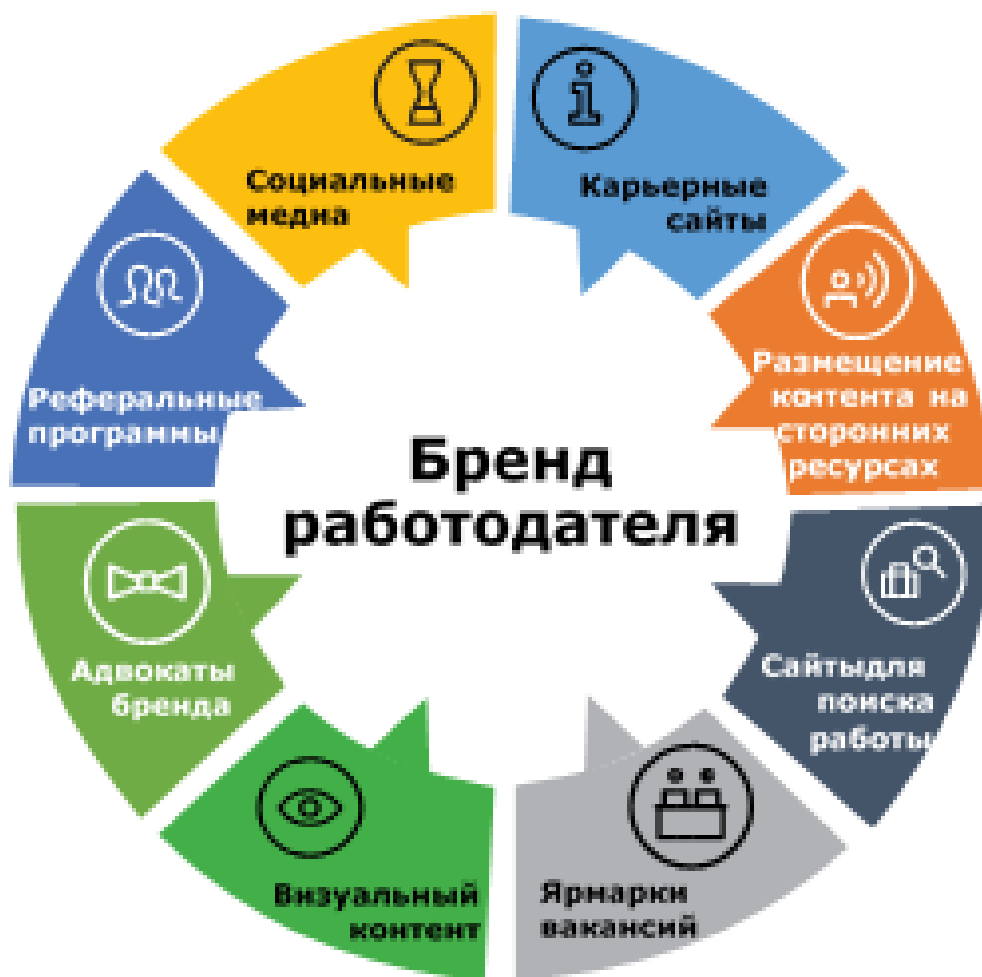 Социальные
медиа
Карьерные
сайты
Размещение
контента на
сторонних
ресурсах
Сайтыдля
поиска
работы
Ярмарки
вакансий
Визуальный
контент
Адвокаты
бренда
Реферальные
программы
Бренд
работодателя